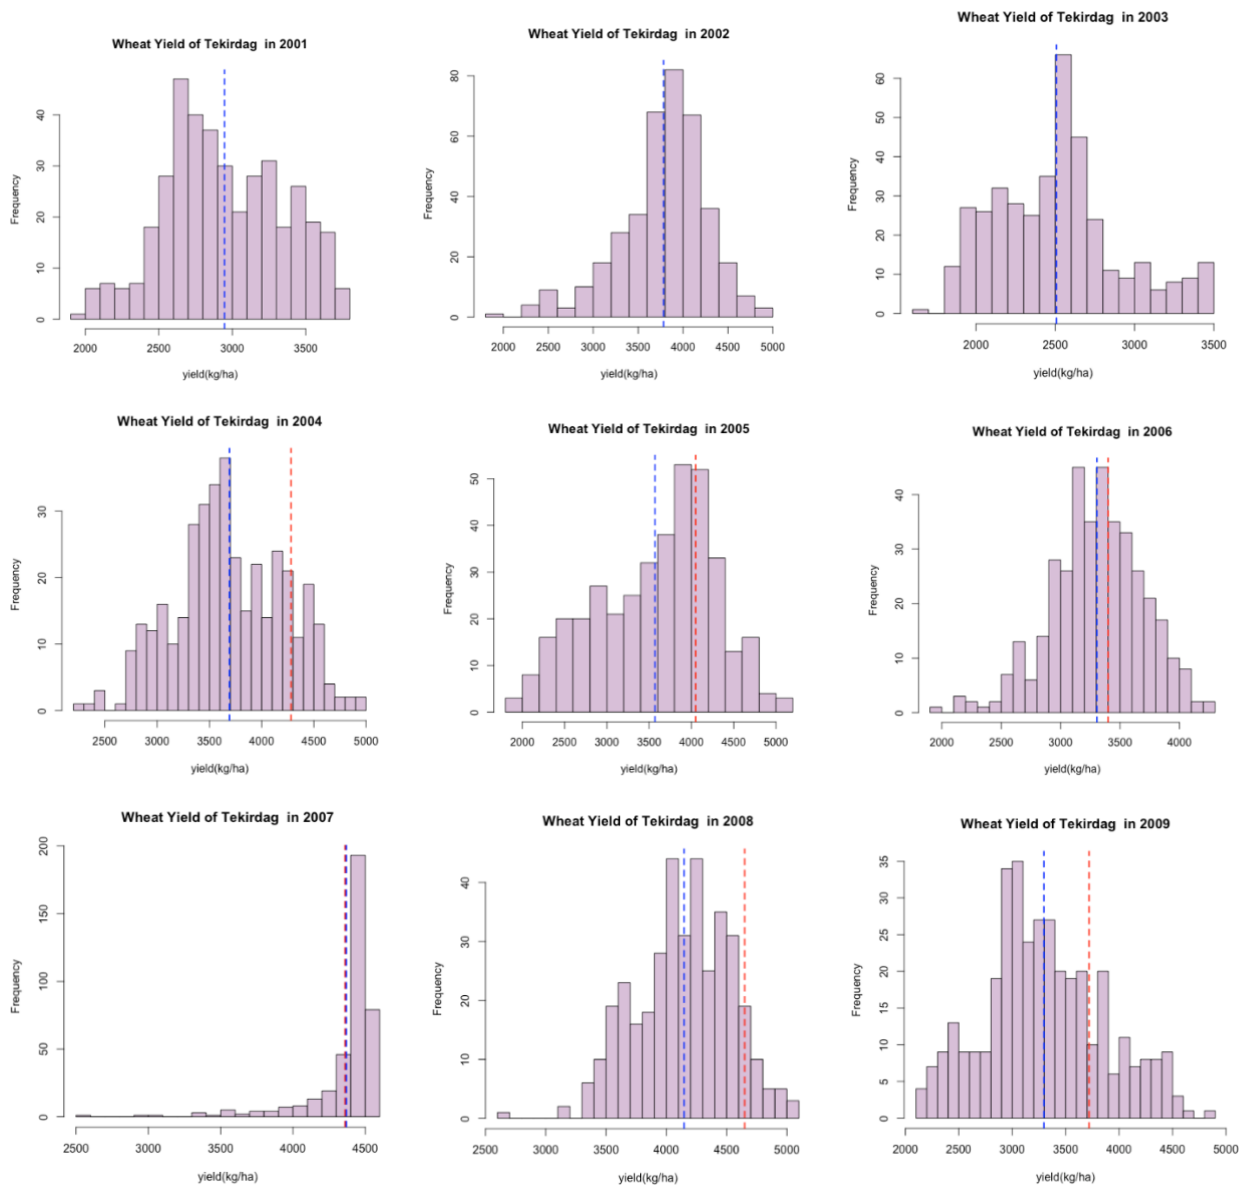 Wheat Yield of Tekirdag in 2001
Frequency
0 10 20 30 40
2000 2500 3000 3500
yield(kg/ha)
Wheat Yield of Tekirdag in 2002
Frequency
0 20 40 60 80
2000 2500 3000 3500 4000 4500 5000
yield(kg/ha)
Wheat Yield of Tekirdag in 2003
Frequency
0 10 20 30 40 50 60
2000 2500 3000 3500
yield(kg/ha)
Wheat Yield of Tekirdag in 2004
Frequency
0 10 20 30
2500 3000 3500 4000 4500 5000
yield(kg/ha)
Wheat Yield of Tekirdag in 2005
Frequency
0 10 20 30 40 50
2000 2500 3000 3500 4000 4500 5000
yield(kg/ha)
Wheat Yield of Tekirdag in 2006
Frequency
0 10 20 30 40
2000 2500 3000 3500 4000
yield(kg/ha)
Wheat Yield of Tekirdag in 2007
Frequency
0 50 100 150 200
2500 3000 3500 4000 4500
yield(kg/ha)
Wheat Yield of Tekirdag in 2008
Frequency
0 10 20 30 40
2500 3000 3500 4000 4500 5000
yield(kg/ha)
Wheat Yield of Tekirdag in 2009
Frequency
0 5 10 15 20 25 30 35
2000 2500 3000 3500 4000 4500 5000
yield(kg/ha)